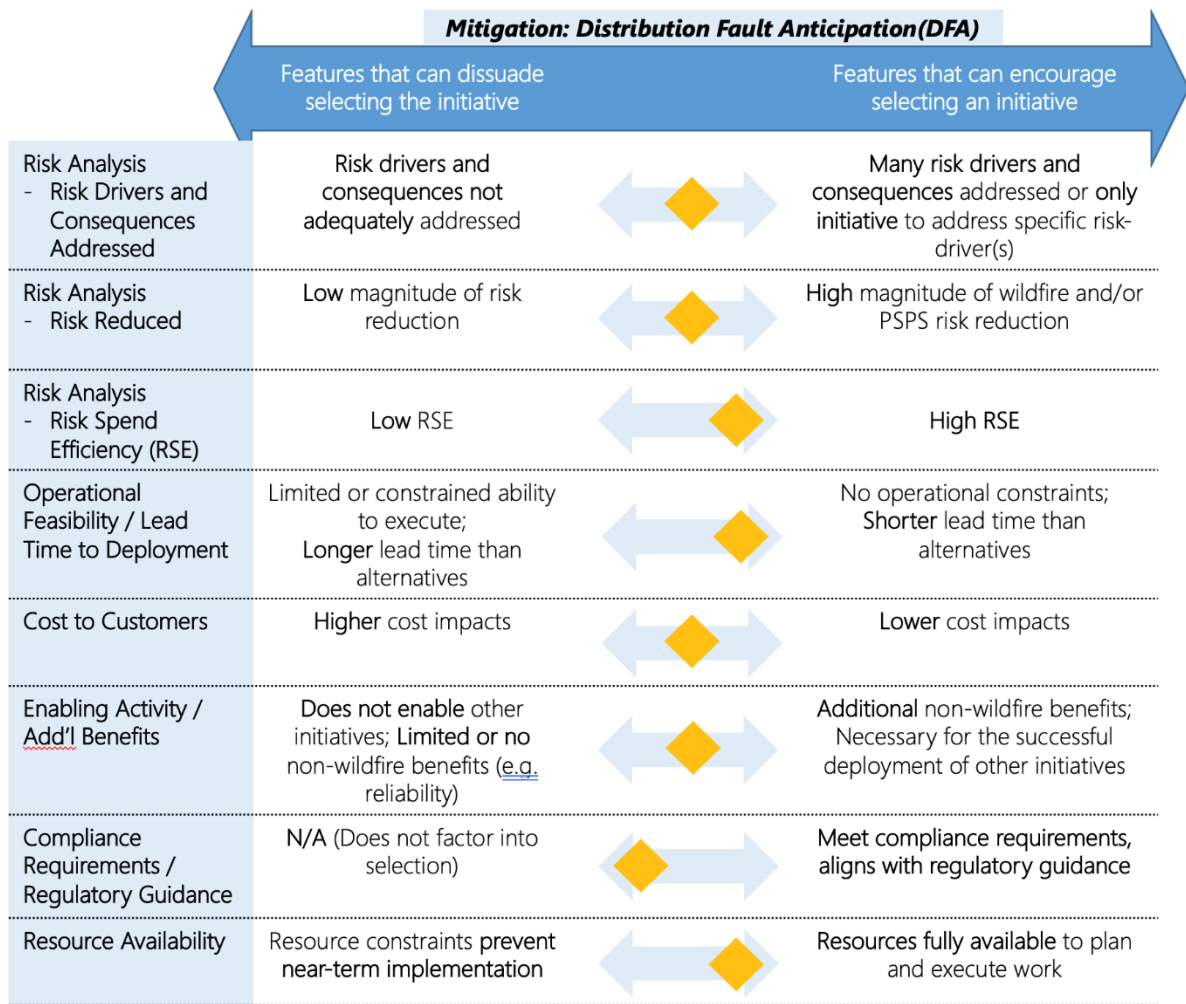 Mitigation: Distribution Fault Anticipation(DFA)
Features that can dissuade
selecting the initiative
Features that can encourage
selecting an initiative
Risk Analysis
- Risk Drivers and
Consequences
Addressed
Risk drivers and
consequences not
adequately addressed
Many risk drivers and
consequences addressed or only
initiative to address specific risk-
driver(s)
Risk Analysis
- Risk Reduced
Low magnitude of risk
reduction
High magnitude of wildfire and/or
PSPS risk reduction
Risk Analysis
- Risk Spend
Efficiency (RSE)
Low RSE
High RSE
Operational
Feasibility / Lead
Time to Deployment
Limited or constrained ability
to execute;
Longer lead time than
alternatives
No operational constraints;
Shorter lead time than
alternatives
Cost to Customers
Higher cost impacts
Lower cost impacts
Enabling Activity /
Add'l Benefits
Does not enable other
initiatives; Limited or no
non-wildfire benefits (e.g.
reliability)
Additional non-wildfire benefits;
Necessary for the successful
deployment of other initiatives
Compliance
Requirements /
Regulatory Guidance
N/A (Does not factor into
selection)
Meet compliance requirements,
aligns with regulatory guidance
Resource Availability
Resource constraints prevent
near-term implementation
Resources fully available to plan
and execute work